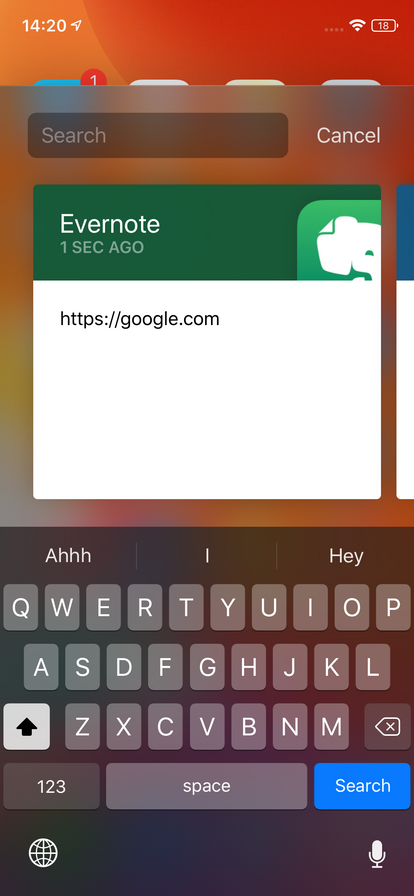 14:20
18
1
Search
Cancel
Evernote
1 SEC AGO
https://google.com
Ahhh
I
Hey
Q W E R T Y U I O P
A S D F G H J K L
Z X C V B N M
123
space
Search